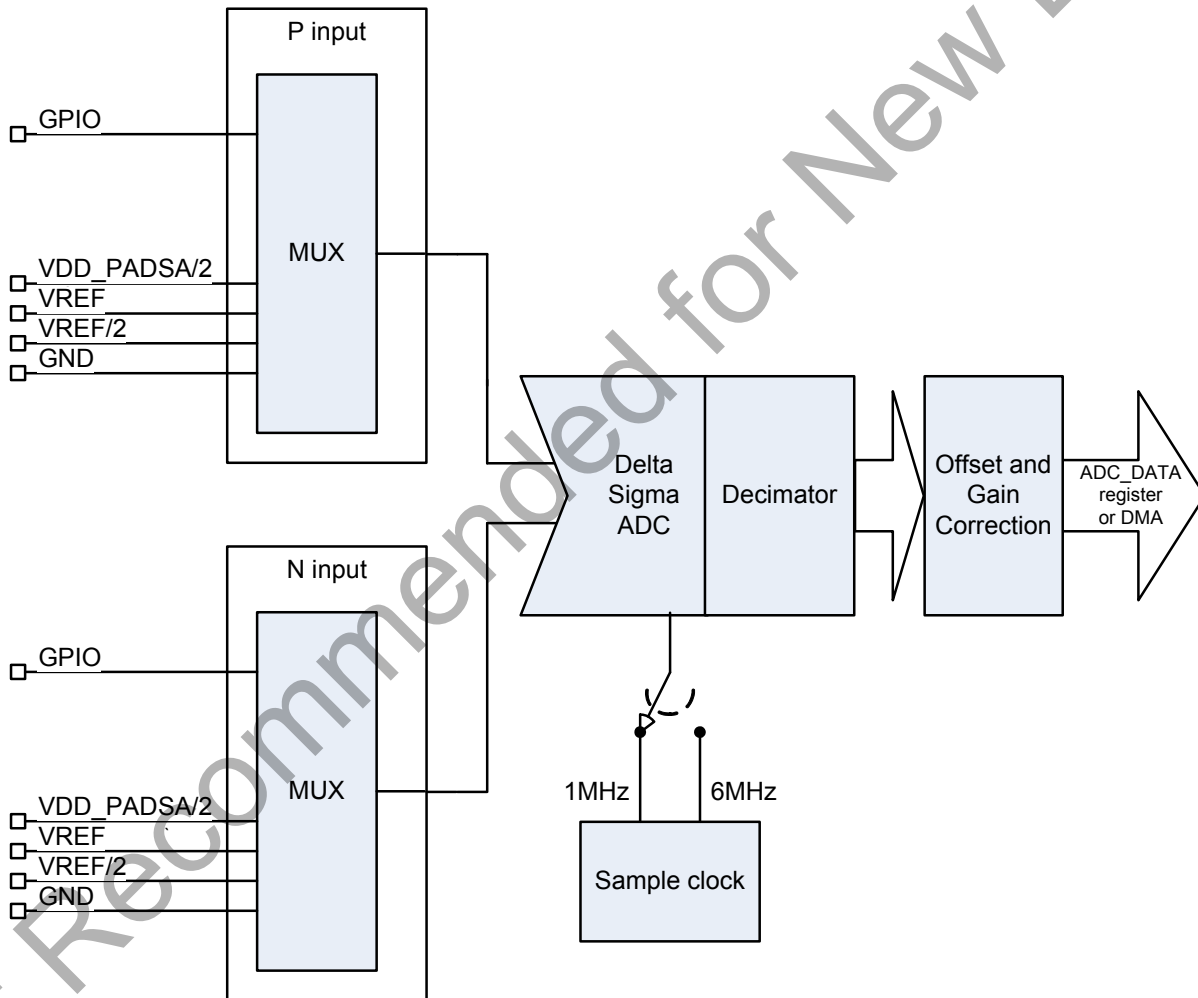 P input
GPIO
MUX
VDD_PADSA/2
VREF
VREF/2
GND
Delta
Sigma
ADC
Decimator
Offset and
Gain
Correction
ADC_DATA
register
or DMA
N input
GPIO
MUX
VDD_PADSA/2
VREF
VREF/2
GND
1MHz
6MHz
Sample clock
Recommended for New